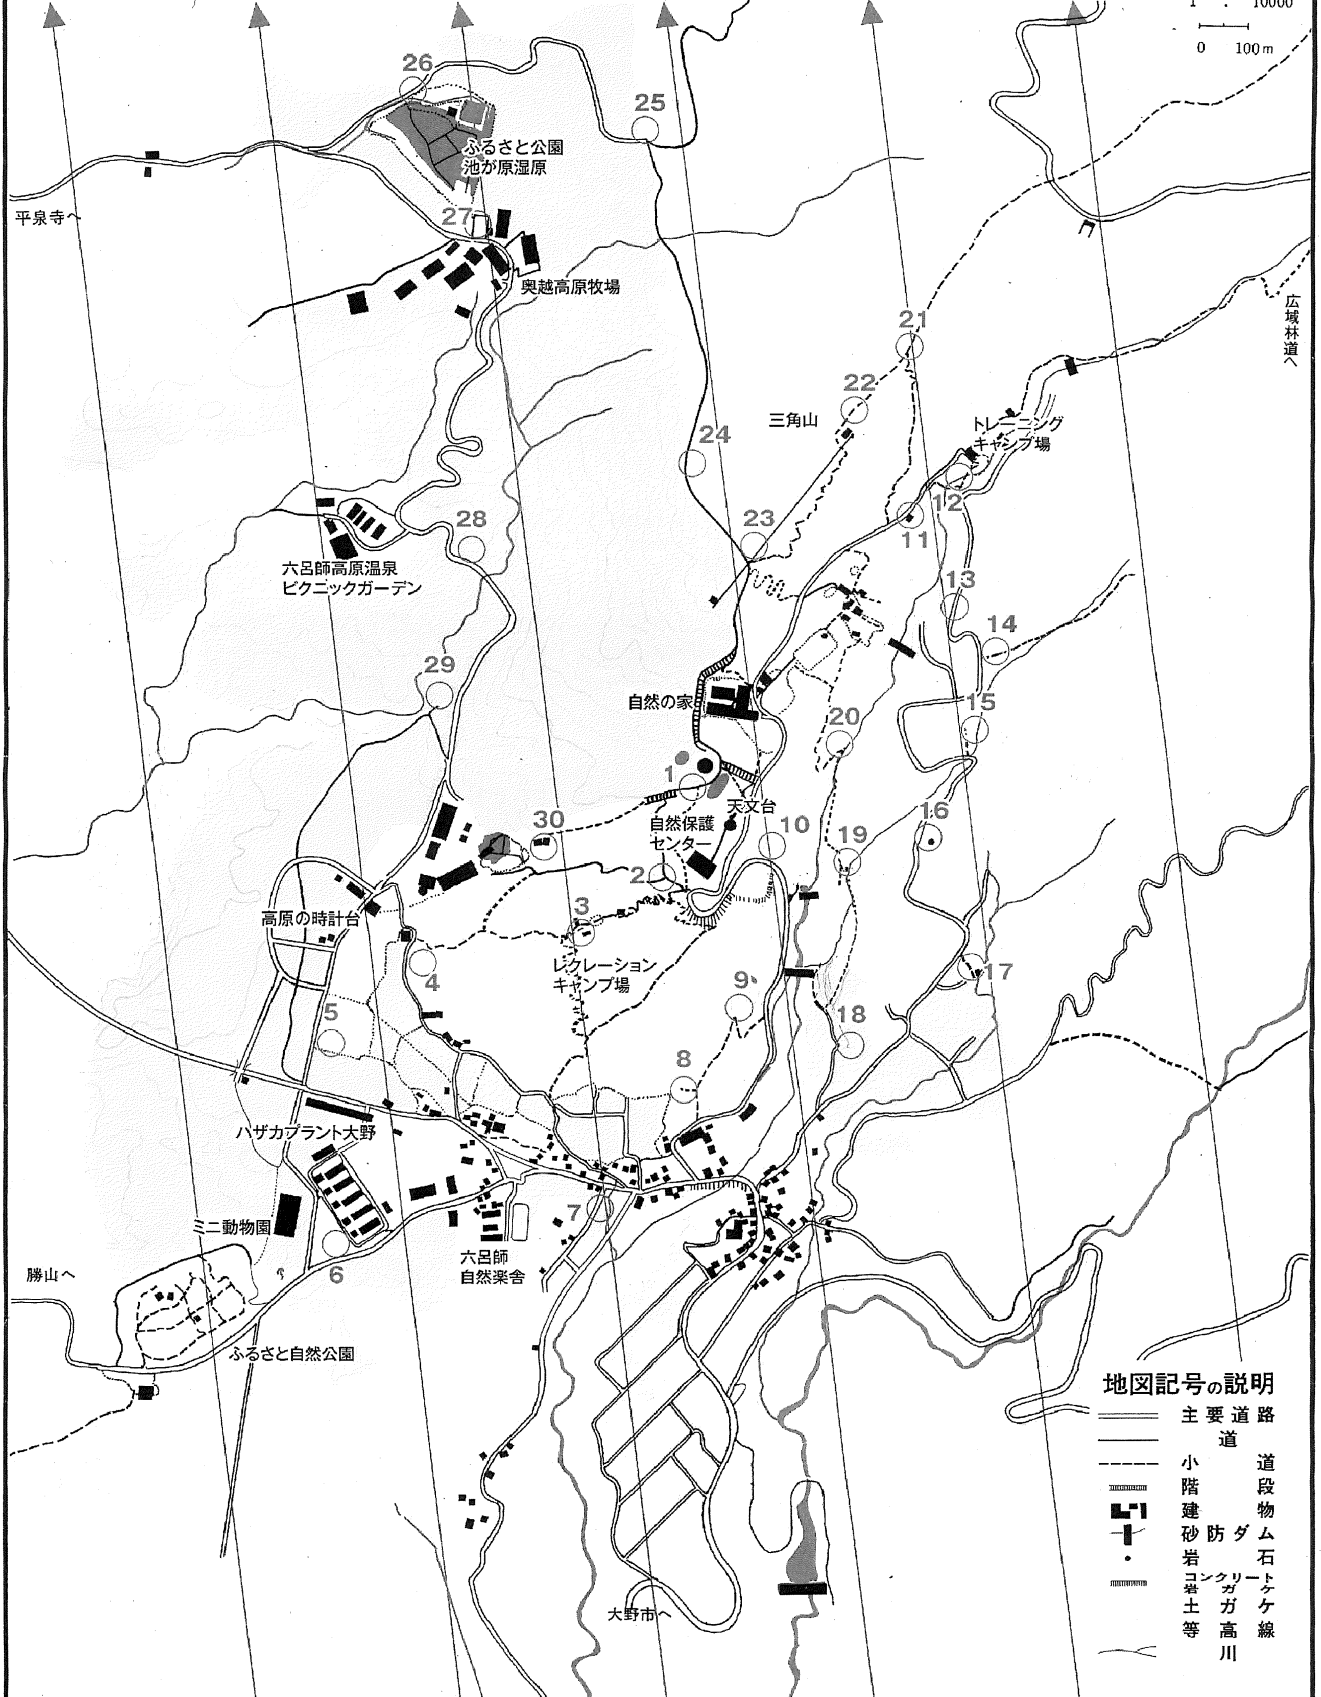 1 : 10000
0 100m
26
25
ふるさと公園
池が原湿原
平泉寺へ
27
奥越高原牧場
広域林道へ
21
22
三角山
トレーニング
キャンプ場
24
12
23
11
28
六呂師高原温泉
ピクニックガーデン
13
14
29
自然の家
15
20
1
天文台
30
自然保護
センター
10
16
19
2
3
高原の時計台
4
レクレーション
キャンプ場
9
17
5
18
8
ハザカプラント大野
7
ミニ動物園
六呂師
自然楽舎
勝山へ
6
ふるさと自然公園
大野市へ
地図記号の説明
主要道路
道
小道
階段
建物
砂防ダム
岩石
コンクリート
岩ガケ
土ガケ
等高線
川